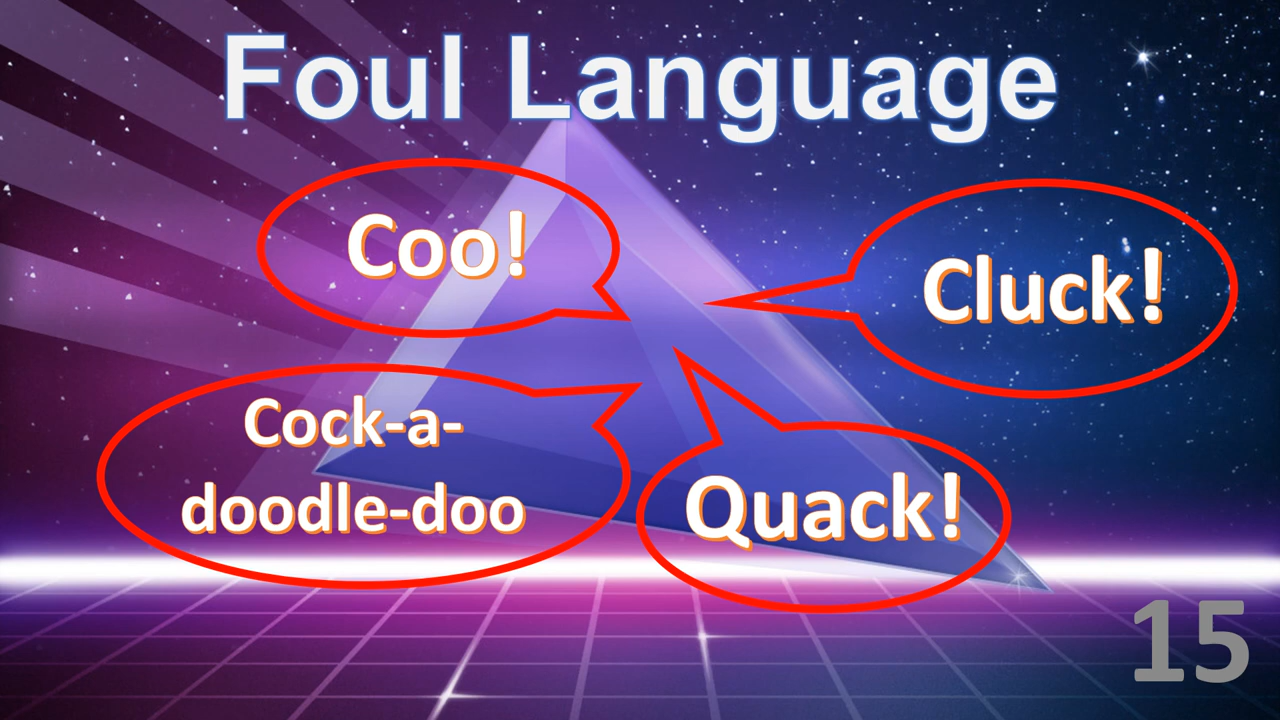 Foul Language
Coo!
Cluck!
Cock-a-
doodle-doo
Quack!
15